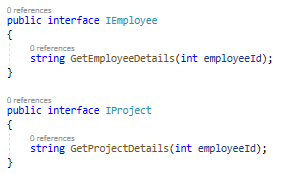 0 references
public interface IEmployee
{
0 references
string GetEmployeeDetails(int employeeId);
}
0 references
public interface IProject
{
0 references
string GetProjectDetails(int employeeId);
}